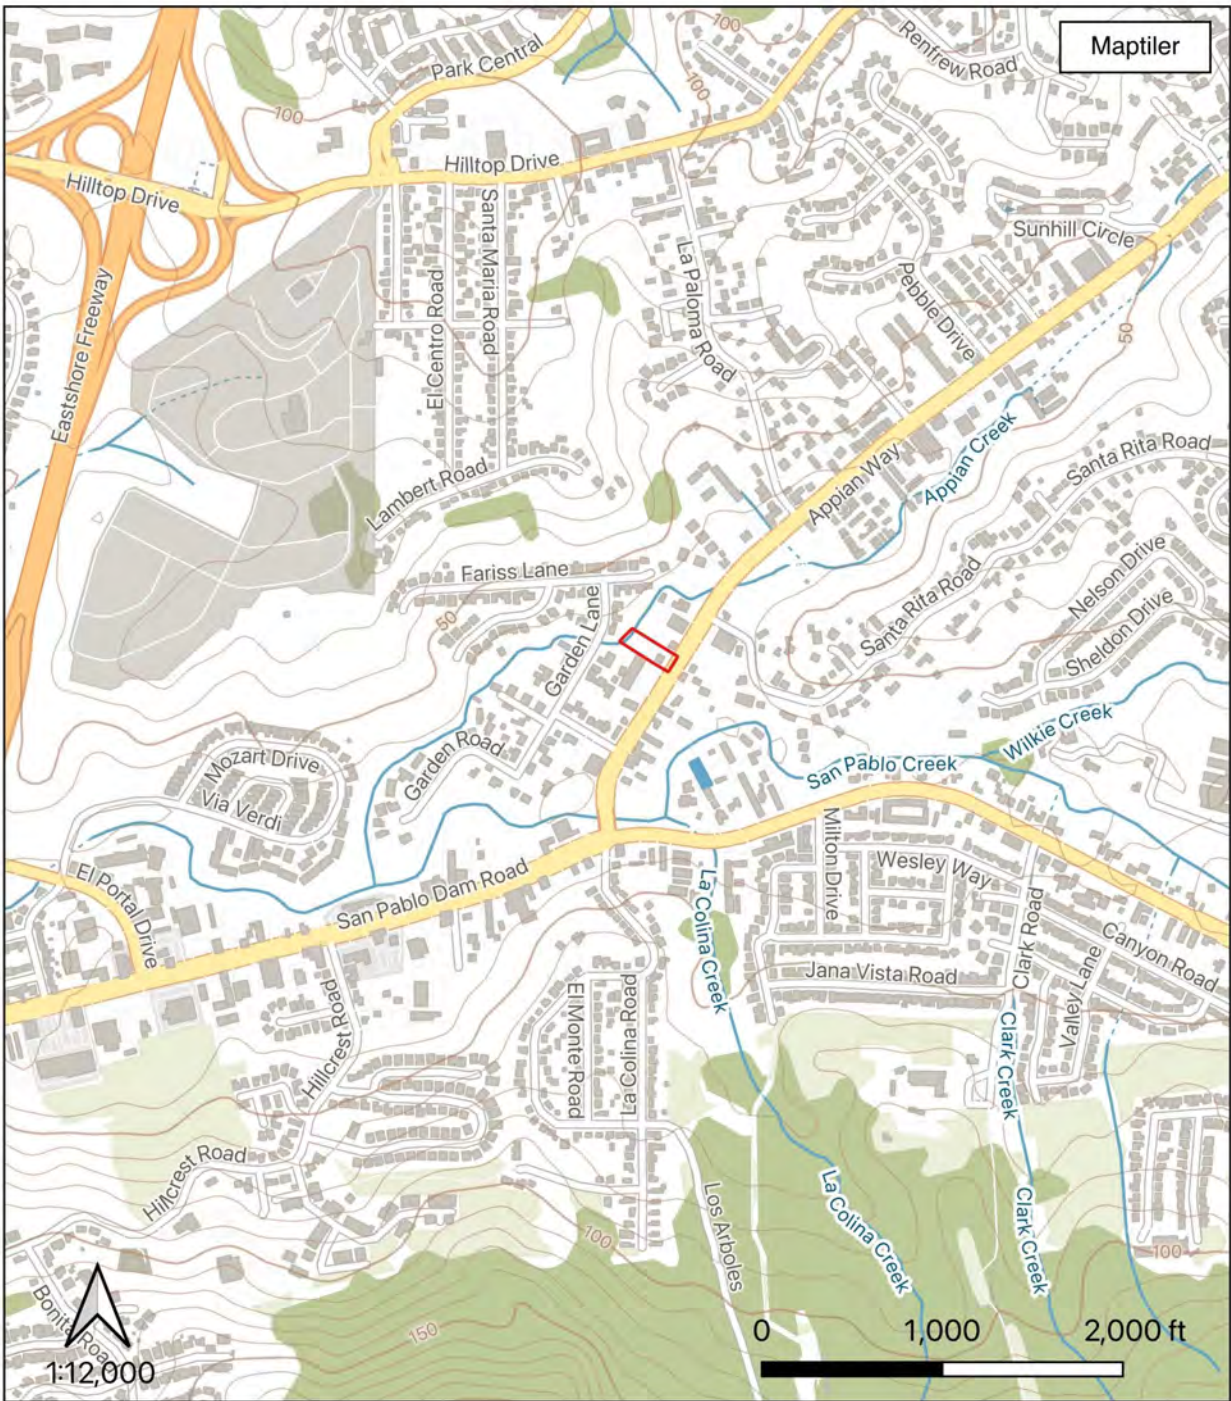 Maptiler
100
Renfrew Road
Park Central
100
100
Hilltop Drive
Hilltop Drive
Sunhill Circle
Santa Maria Road
La Paloma Road
El Centro Road
Pebble Drive
Eastshore Freeway
50
Appian Way
Appian Creek
Santa Rita Road
Lambert Road
Fariss Lane
Nelson Drive
Santa Rita Road
50
Garden Lane
Sheldon Drive
Wilkie Creek
San Pablo Creek
Mozart Drive
Garden Road
Via Verdi
Milton Drive
Wesley Way
El Portal Drive
San Pablo Dam Road
La Colina Creek
Clark Road
Canyon Road
Jana Vista Road
Valley Lane
Hillcrest Road
El Monte Road
La Colina Road
Clark Creek
Hillcrest Road
Los Arboles
La Colina Creek
Clark Creek
100
100
Bonita Road
150
0 1,000 2,000 ft
1:12,000